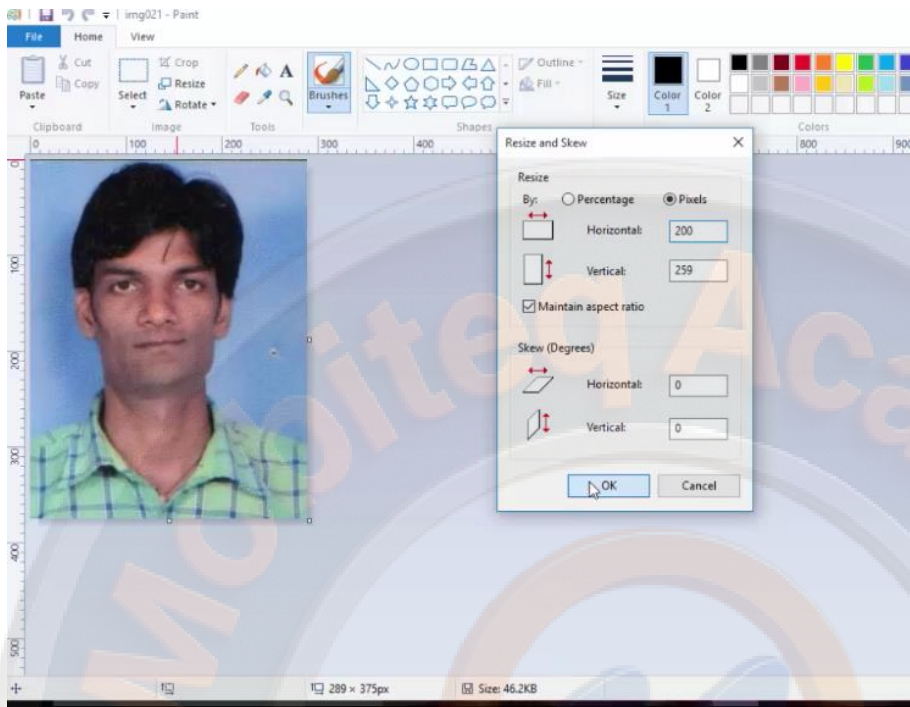 img021 - Paint
File Home View
Paste
Cut
Copy
Clipboard
Select
Crop
Resize
Rotate
Image
A
Tools
Brushes
Shapes
Outline
Fill
Size
Color 1
Color 2
Colors
0 100 200 300 400 800 900
0
100
200
300
400
500
Resize and Skew
Resize
By: Percentage Pixels
Horizontal: 200
Vertical: 259
Maintain aspect ratio
Skew (Degrees)
Horizontal: 0
Vertical: 0
OK Cancel
Mobiteq Aca
289 × 375px Size: 46.2KB